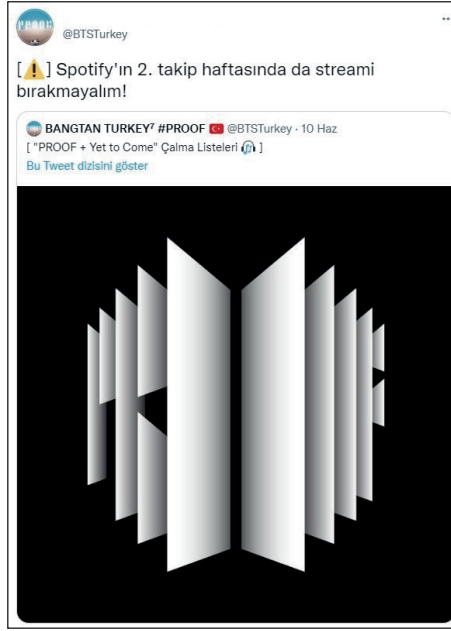 PROOF
@BTSTurkey
[⚠️] Spotify'ın 2. takip haftasında da streami
bırakmayalım!
BANGTAN TURKEY⁷ #PROOF 🇹🇷 @BTSTurkey · 10 Haz
[ "PROOF + Yet to Come" Çalma Listeleri 🎧 ]
Bu Tweet dizisini göster